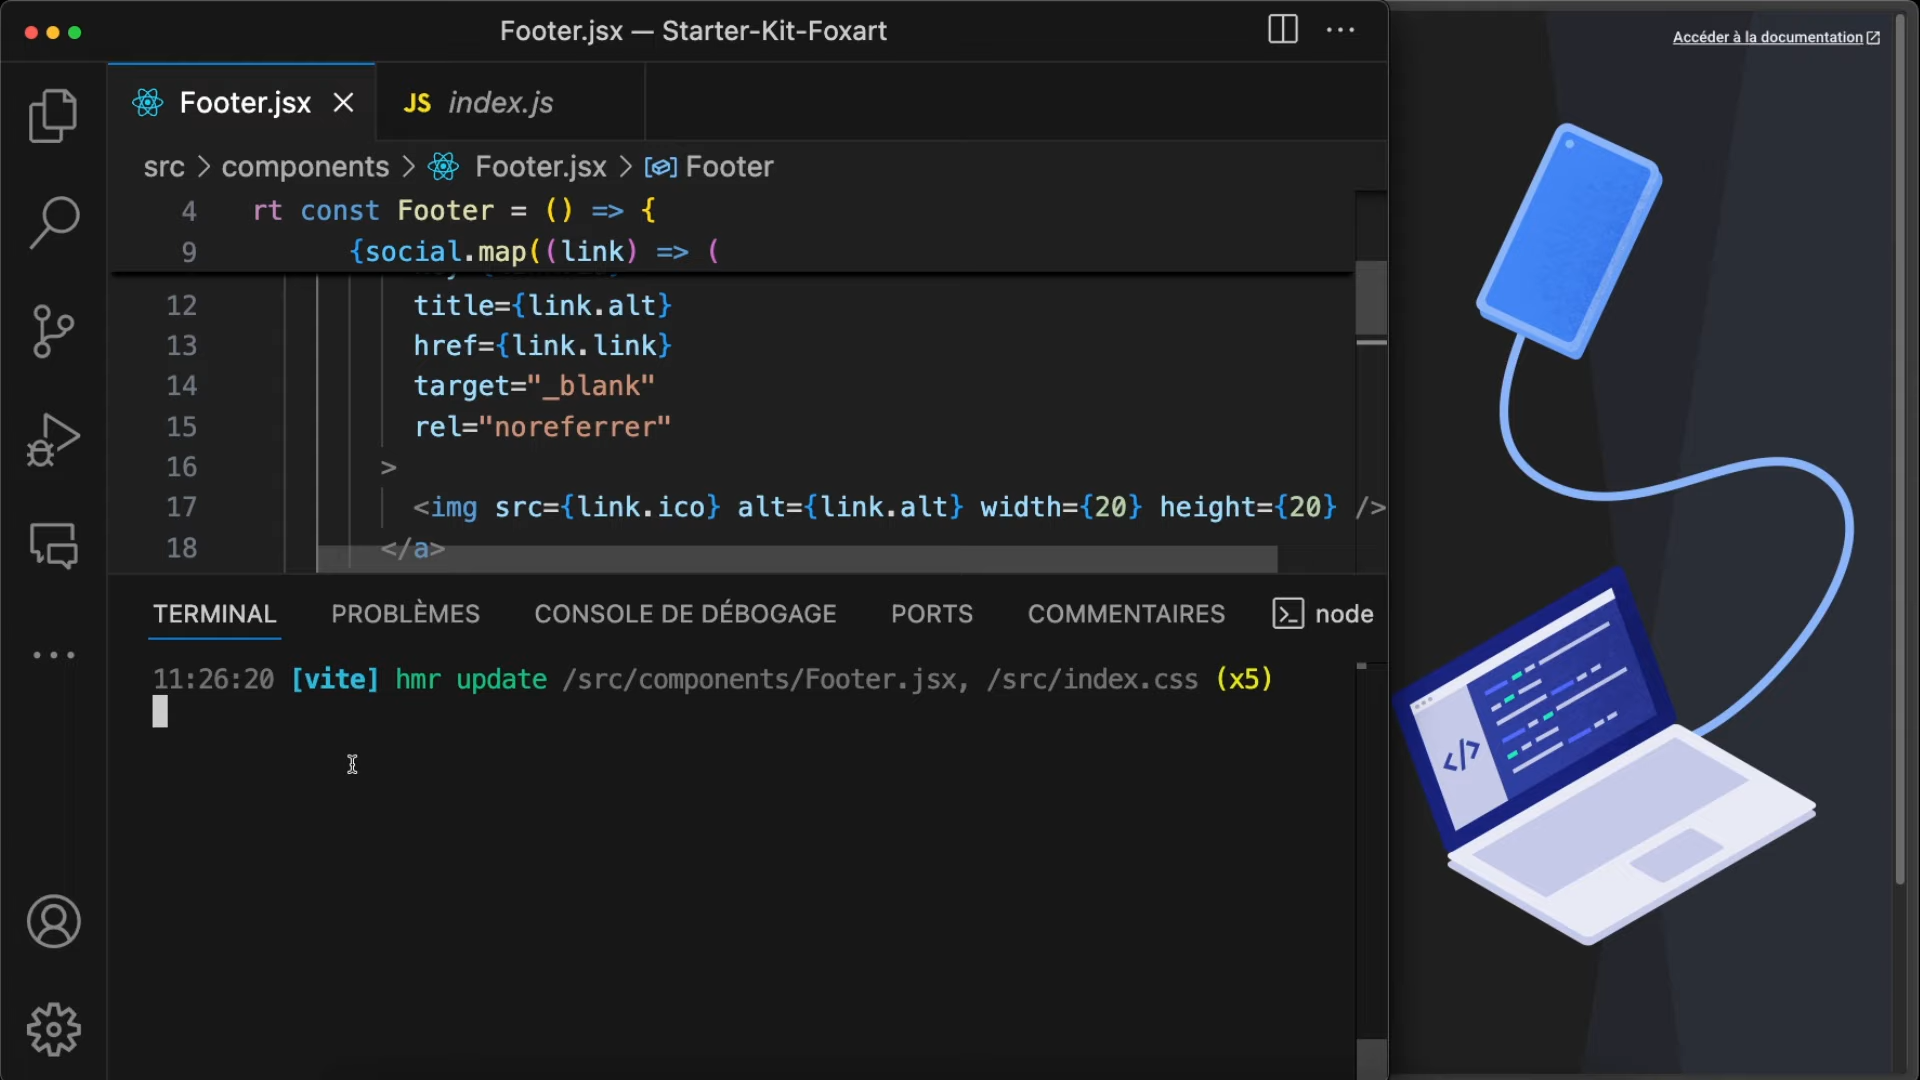 Footer.jsx — Starter-Kit-Foxart
Accéder à la documentation
Footer.jsx
JS index.js
src > components > Footer.jsx > Footer
4 rt const Footer = () => {
9 {social.map((link) => (
12 title={link.alt}
13 href={link.link}
14 target="_blank"
15 rel="noreferrer"
16 >
17 <img src={link.ico} alt={link.alt} width={20} height={20} />
18 </a>
TERMINAL PROBLÈMES CONSOLE DE DÉBOGAGE PORTS COMMENTAIRES node
11:26:20 [vite] hmr update /src/components/Footer.jsx, /src/index.css (x5)
</>